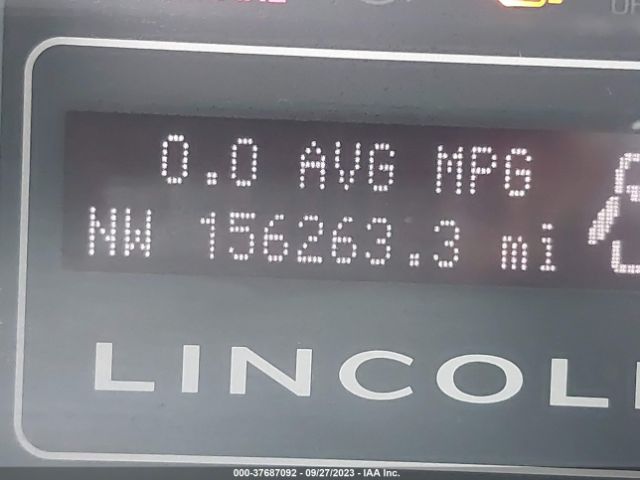 0.0 AVG MPG
NW 156263.3 mi
LINCOL
000-37687092 - 09/27/2023 - IAA Inc.